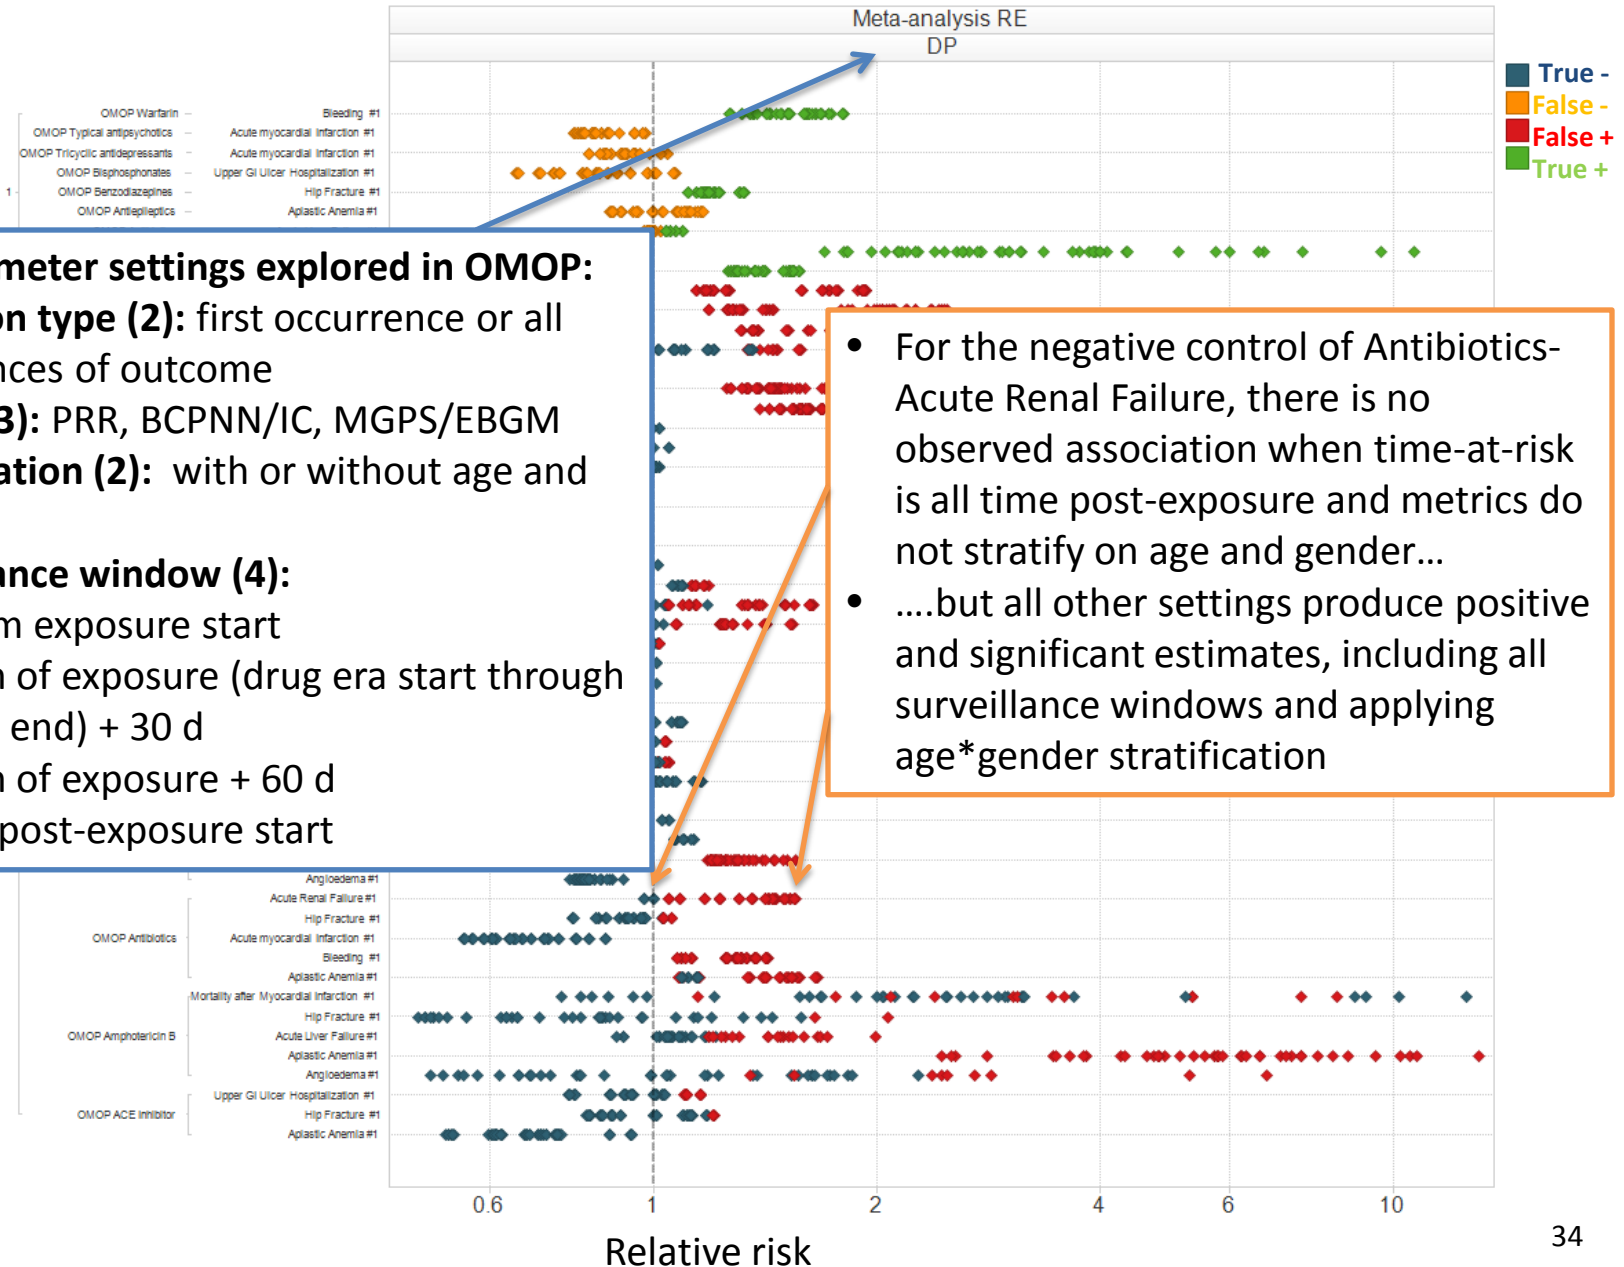 Meta-analysis RE
DP
True -
False -
False +
True +
OMOP Warfarin
Bleeding #1
OMOP Typical antipsychotics
Acute myocardial Infarction #1
OMOP Tricyclic antidepressants
Acute myocardial Infarction #1
OMOP Bisphosphonates
Upper GI Ulcer Hospitalization #1
1
OMOP Benzodiazepines
Hip Fracture #1
OMOP Antiepileptics
Aplastic Anemia #1
meter settings explored in OMOP:
on type (2): first occurrence or all
nces of outcome
3): PRR, BCPNN/IC, MGPS/EBGM
ation (2): with or without age and
ance window (4):
m exposure start
n of exposure (drug era start through
end) + 30 d
n of exposure + 60 d
post-exposure start
• For the negative control of Antibiotics-
Acute Renal Failure, there is no
observed association when time-at-risk
is all time post-exposure and metrics do
not stratify on age and gender…
• ….but all other settings produce positive
and significant estimates, including all
surveillance windows and applying
age*gender stratification
Angioedema #1
OMOP Antibiotics
Acute Renal Failure #1
Hip Fracture #1
Acute myocardial Infarction #1
Bleeding #1
Aplastic Anemia #1
OMOP Amphotericin B
Mortality after Myocardial Infarction #1
Hip Fracture #1
Acute Liver Failure #1
Aplastic Anemia #1
Angioedema #1
OMOP ACE Inhibitor
Upper GI Ulcer Hospitalization #1
Hip Fracture #1
Aplastic Anemia #1
0.6 1 2 4 6 10
Relative risk
34